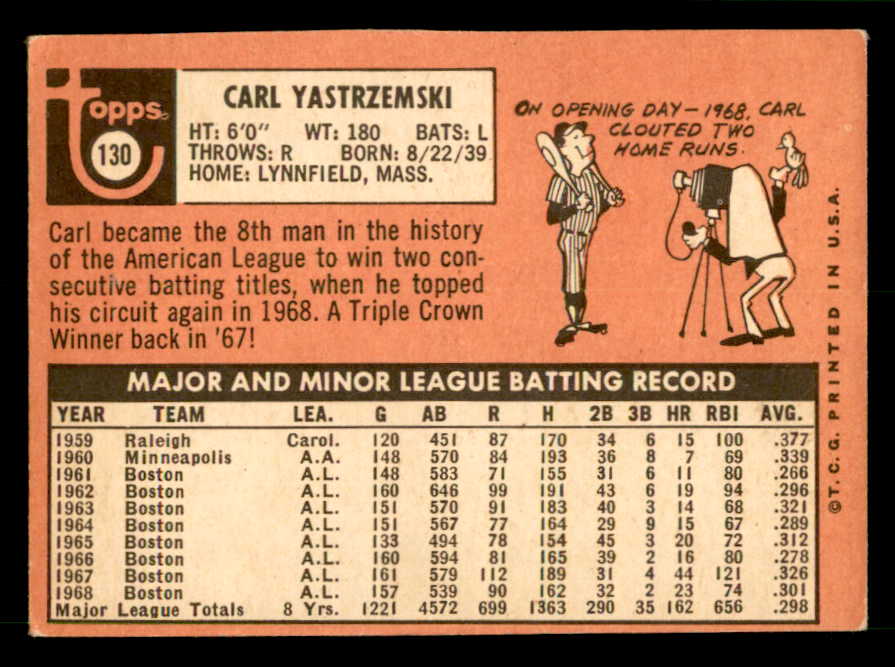 topps
130
CARL YASTRZEMSKI
HT: 6'0" WT: 180 BATS: L
THROWS: R BORN: 8/22/39
HOME: LYNNFIELD, MASS.
ON OPENING DAY—1968, CARL
CLOUTED TWO
HOME RUNS.
Carl became the 8th man in the history
of the American League to win two con-
secutive batting titles, when he topped
his circuit again in 1968. A Triple Crown
Winner back in '67!
MAJOR AND MINOR LEAGUE BATTING RECORD
YEAR TEAM LEA. G AB R H 2B 3B HR RBI AVG.
1959 Raleigh Carol. 120 451 87 170 34 6 15 100 .377
1960 Minneapolis A.A. 148 570 84 193 36 8 7 69 .339
1961 Boston A.L. 148 583 71 155 31 6 11 80 .266
1962 Boston A.L. 160 646 99 191 43 6 19 94 .296
1963 Boston A.L. 151 570 91 183 40 3 14 68 .321
1964 Boston A.L. 151 567 77 164 29 9 15 67 .289
1965 Boston A.L. 133 494 78 154 45 3 20 72 .312
1966 Boston A.L. 160 594 81 165 39 2 16 80 .278
1967 Boston A.L. 161 579 112 189 31 4 44 121 .326
1968 Boston A.L. 157 539 90 162 32 2 23 74 .301
Major League Totals 8 Yrs. 1221 4572 699 1363 290 35 162 656 .298
©T. C. G. PRINTED IN U.S.A.